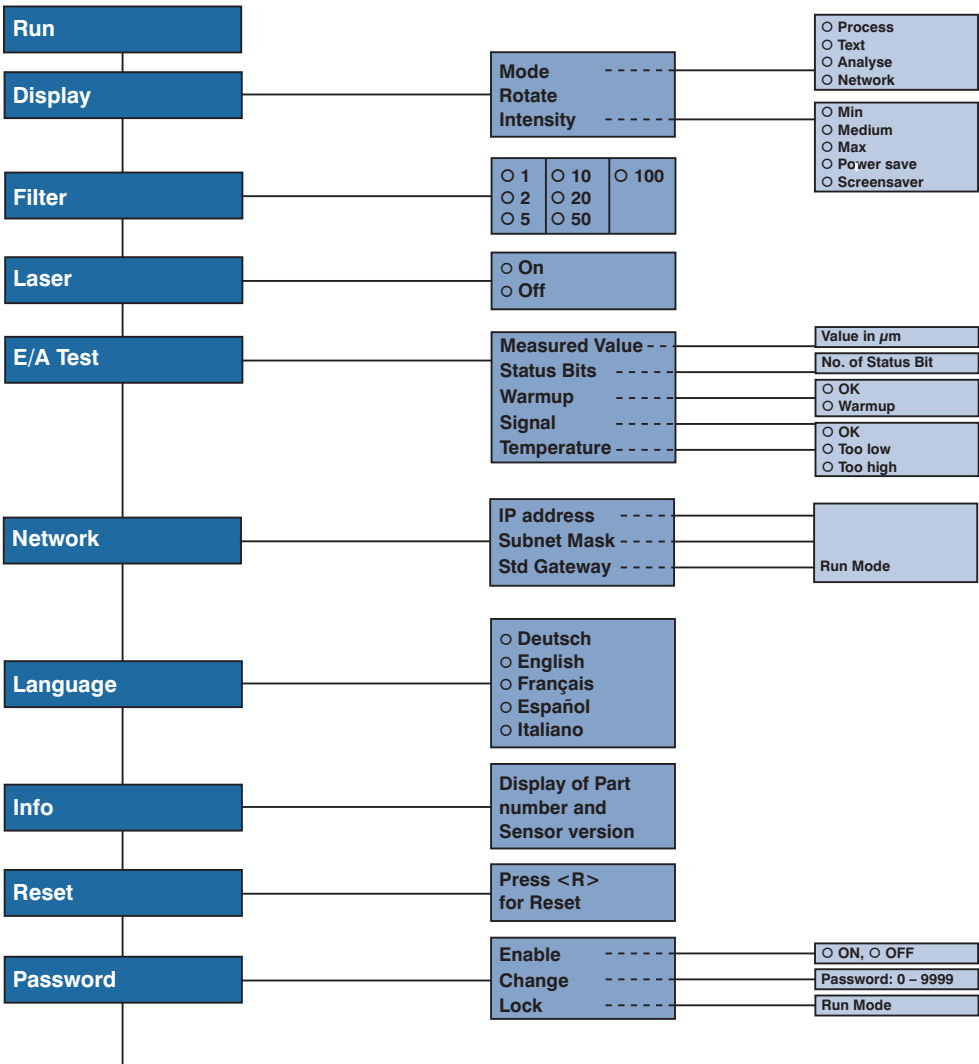 Run
Display
Mode
Rotate
Intensity
Process
Text
Analyse
Network
Min
Medium
Max
Power save
Screensaver
Filter
1 10 100
2 20
5 50
Laser
On
Off
E/A Test
Measured Value
Status Bits
Warmup
Signal
Temperature
Value in µm
No. of Status Bit
OK
Warmup
OK
Too low
Too high
Network
IP address
Subnet Mask
Std Gateway
Run Mode
Language
Deutsch
English
Français
Español
Italiano
Info
Display of Part
number and
Sensor version
Reset
Press <R>
for Reset
Password
Enable
Change
Lock
ON, OFF
Password: 0 – 9999
Run Mode